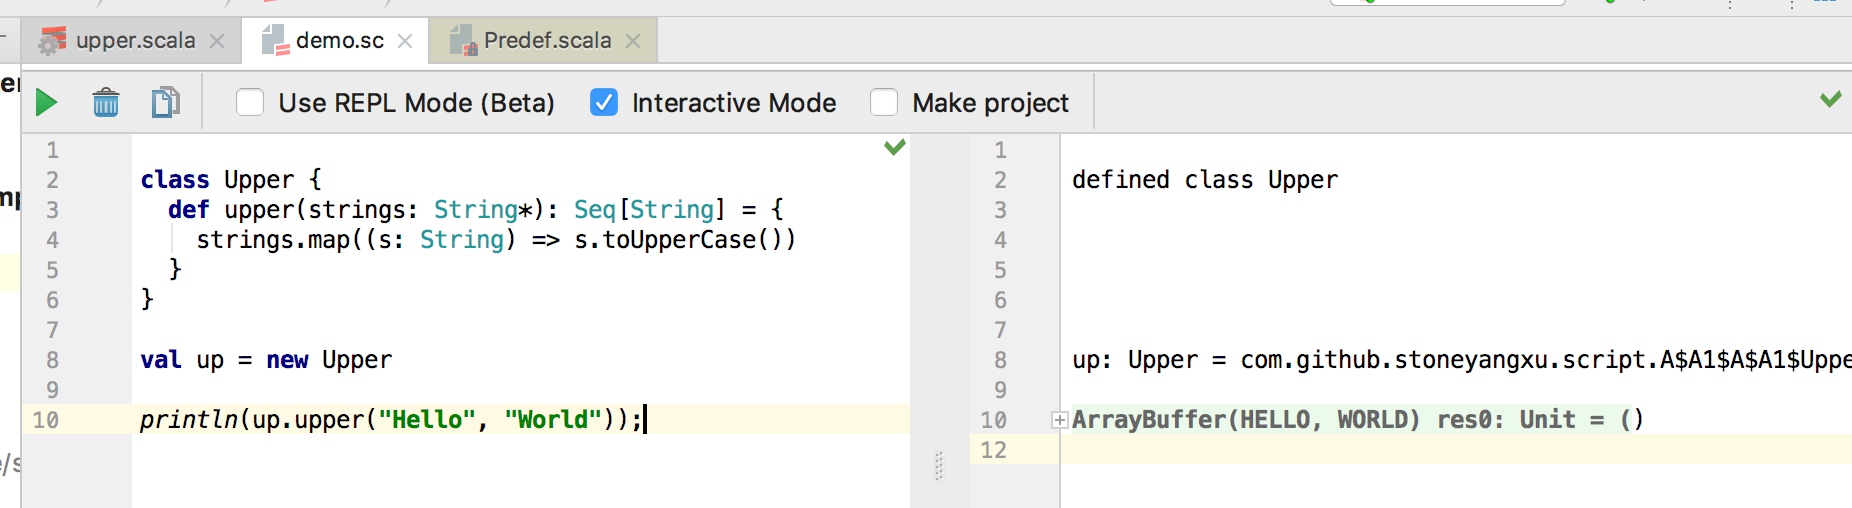 upper.scala demo.sc Predef.scala
Use REPL Mode (Beta) Interactive Mode Make project
1
2 class Upper {
3 def upper(strings: String*): Seq[String] = {
4 strings.map((s: String) => s.toUpperCase())
5 }
6 }
7
8 val up = new Upper
9
10 println(up.upper("Hello", "World"));
1
2 defined class Upper
3
4
5
6
7
8 up: Upper = com.github.stoneyangxu.script.A$A1$A$A1$Uppe
9
10 ArrayBuffer(HELLO, WORLD) res0: Unit = ()
12